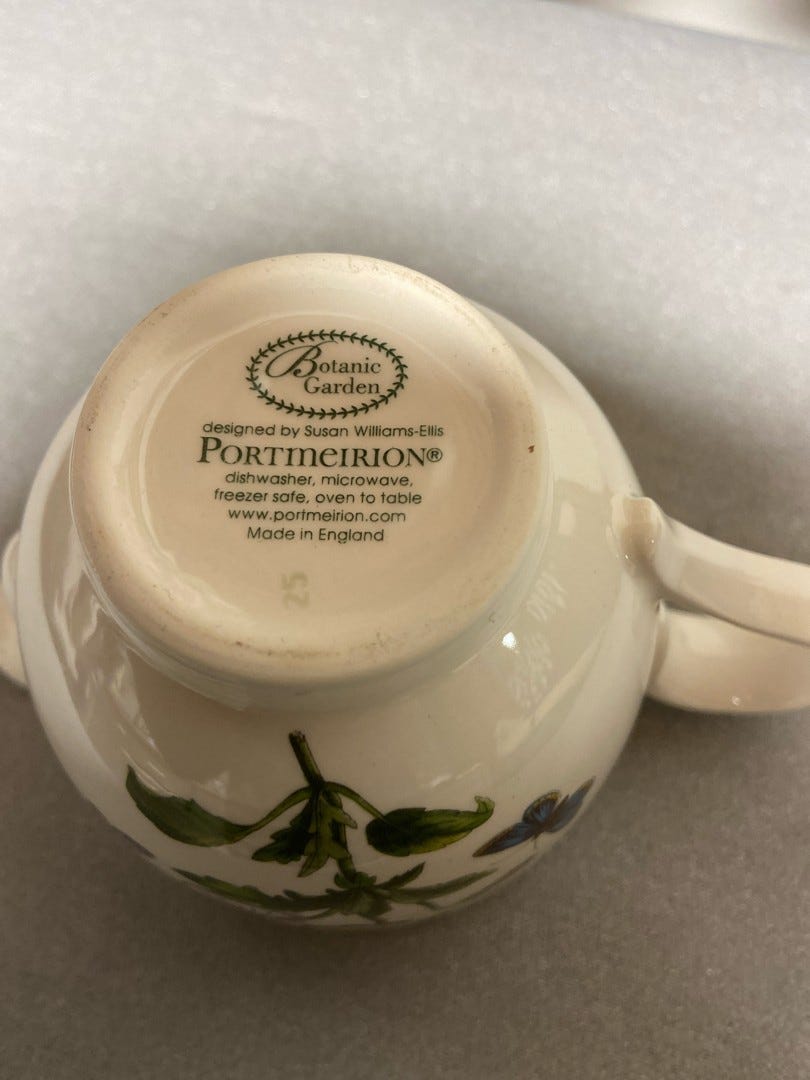 Botanic
Garden
designed by Susan Williams-Ellis
PORTMEIRION®
dishwasher, microwave,
freezer safe, oven to table
www.portmeirion.com
Made in England
25